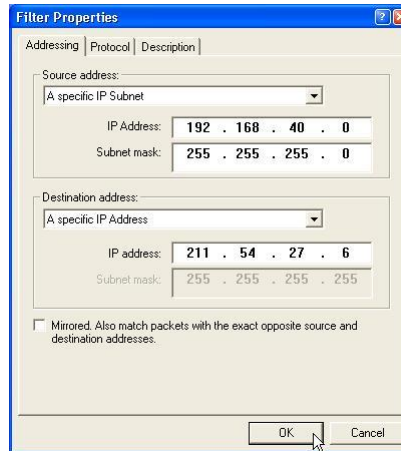 Filter Properties
Addressing Protocol Description
Source address:
A specific IP Subnet
IP Address: 192 . 168 . 40 . 0
Subnet mask: 255 . 255 . 255 . 0
Destination address:
A specific IP Address
IP address: 211 . 54 . 27 . 6
Subnet mask: 255 . 255 . 255 . 255
Mirrored. Also match packets with the exact opposite source and
destination addresses.
OK Cancel